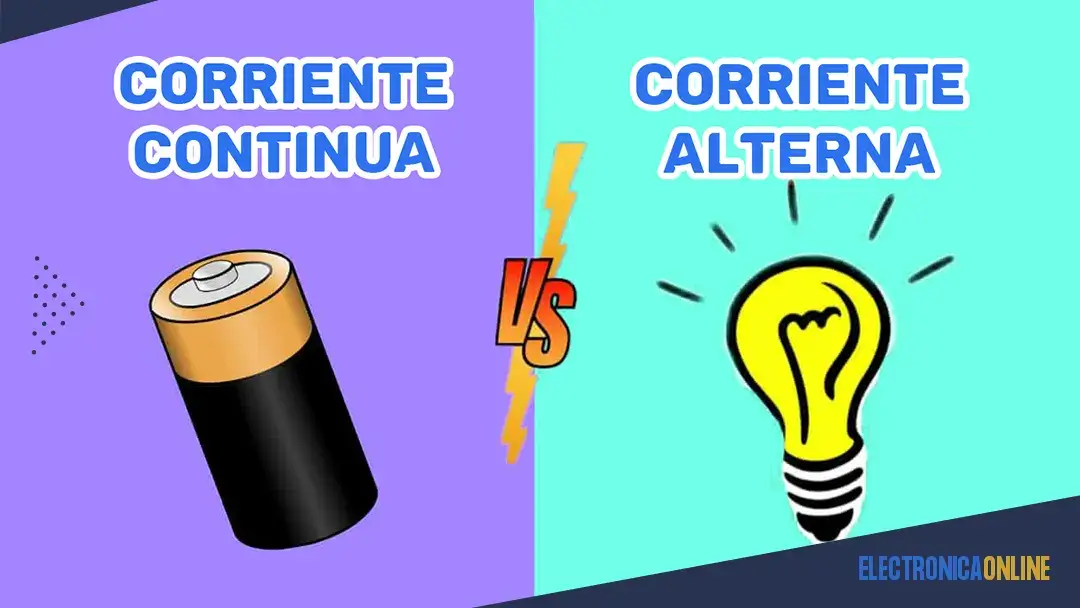 CORRIENTE
CONTINUA
VS
CORRIENTE
ALTERNA
ELECTRONICAONLINE